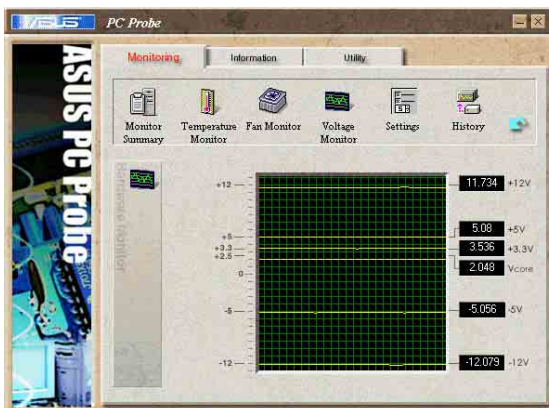 ASUS PC Probe
Monitoring Information Utility
ASUS PC Probe
Monitor Summary
Temperature Monitor
Fan Monitor
Voltage Monitor
Settings
History
Hardware Monitor
+12
+5
+3.3
+2.5
0
-5
-12
11.734 +12V
5.08 +5V
3.536 +3.3V
2.048 Vcore
-5.056 -5V
-12.079 -12V